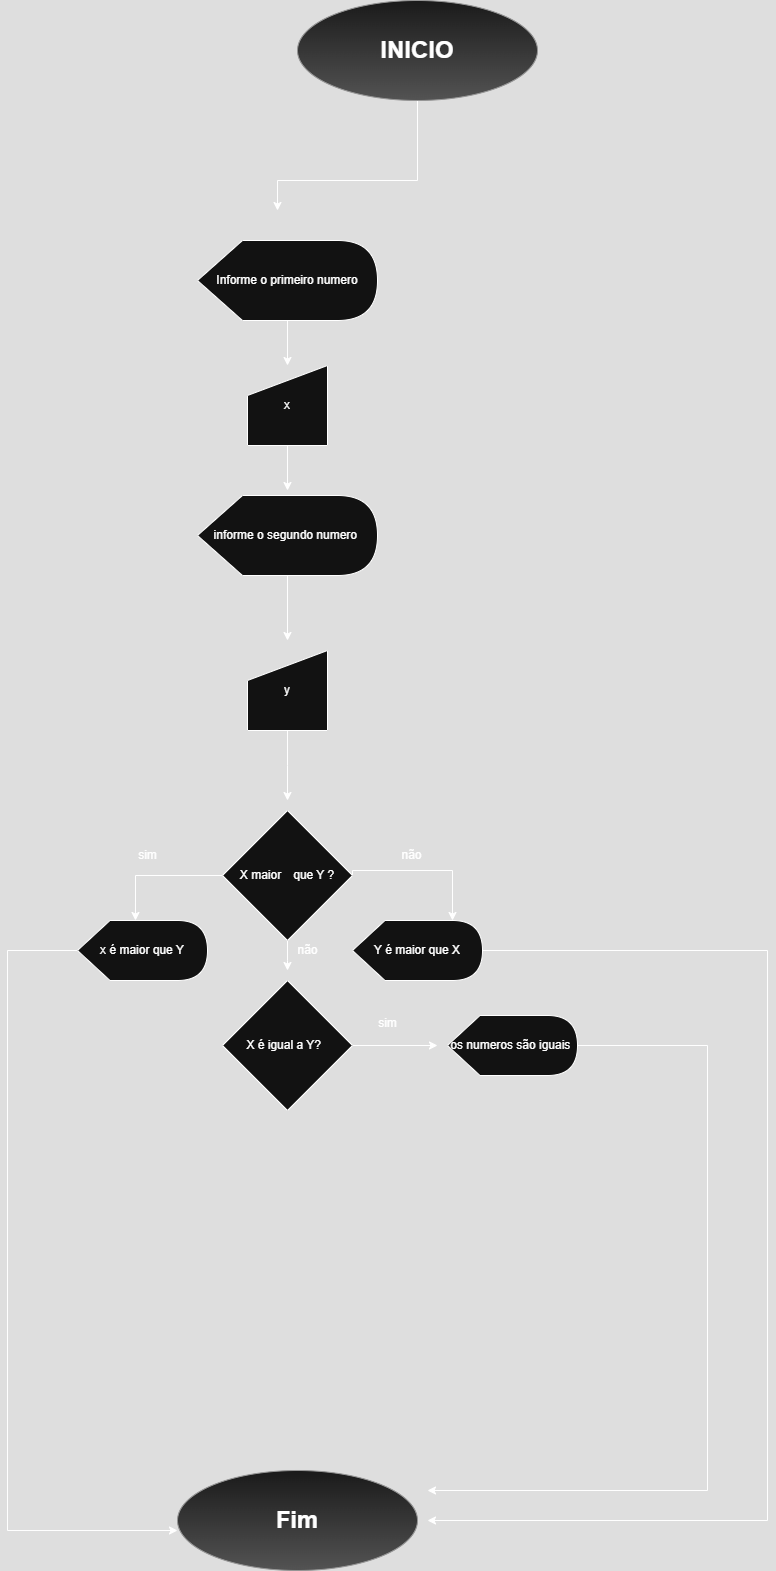 INICIO
Informe o primeiro numero
x
informe o segundo numero
y
X maior que Y ?
sim
não
x é maior que Y
não
Y é maior que X
X é igual a Y?
sim
os numeros são iguais
Fim